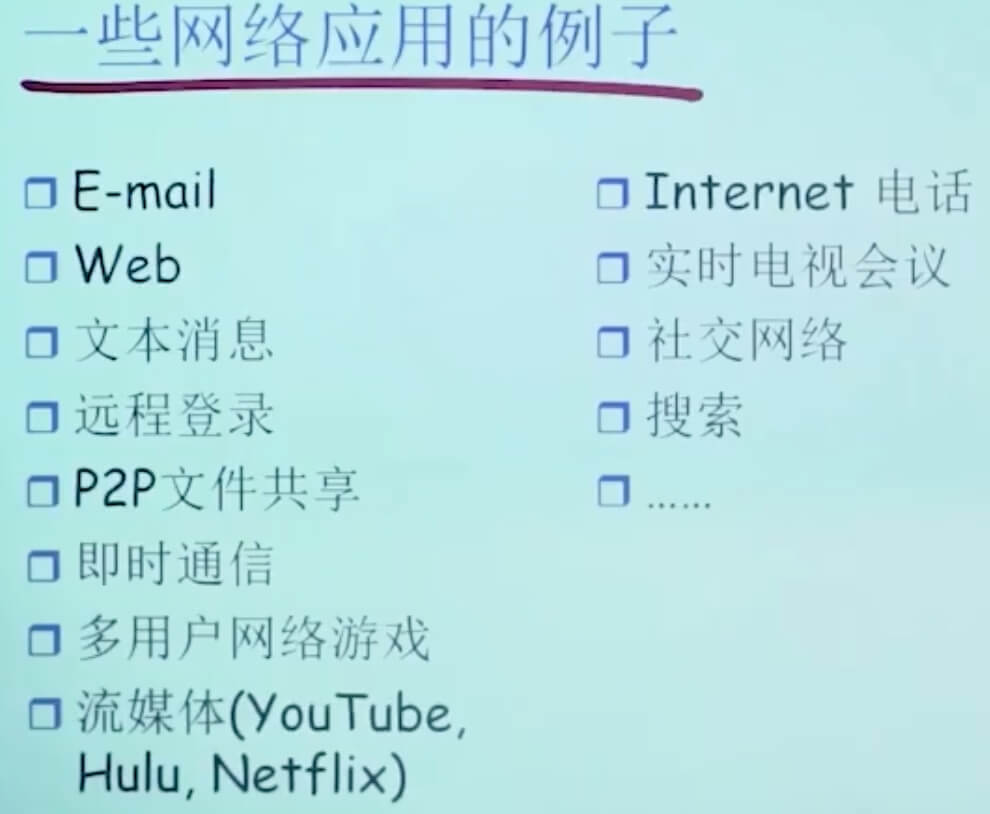 一些网络应用的例子
E-mail
Web
文本消息
远程登录
P2P文件共享
即时通信
多用户网络游戏
流媒体(YouTube,
Hulu, Netflix)
Internet 电话
实时电视会议
社交网络
搜索
……